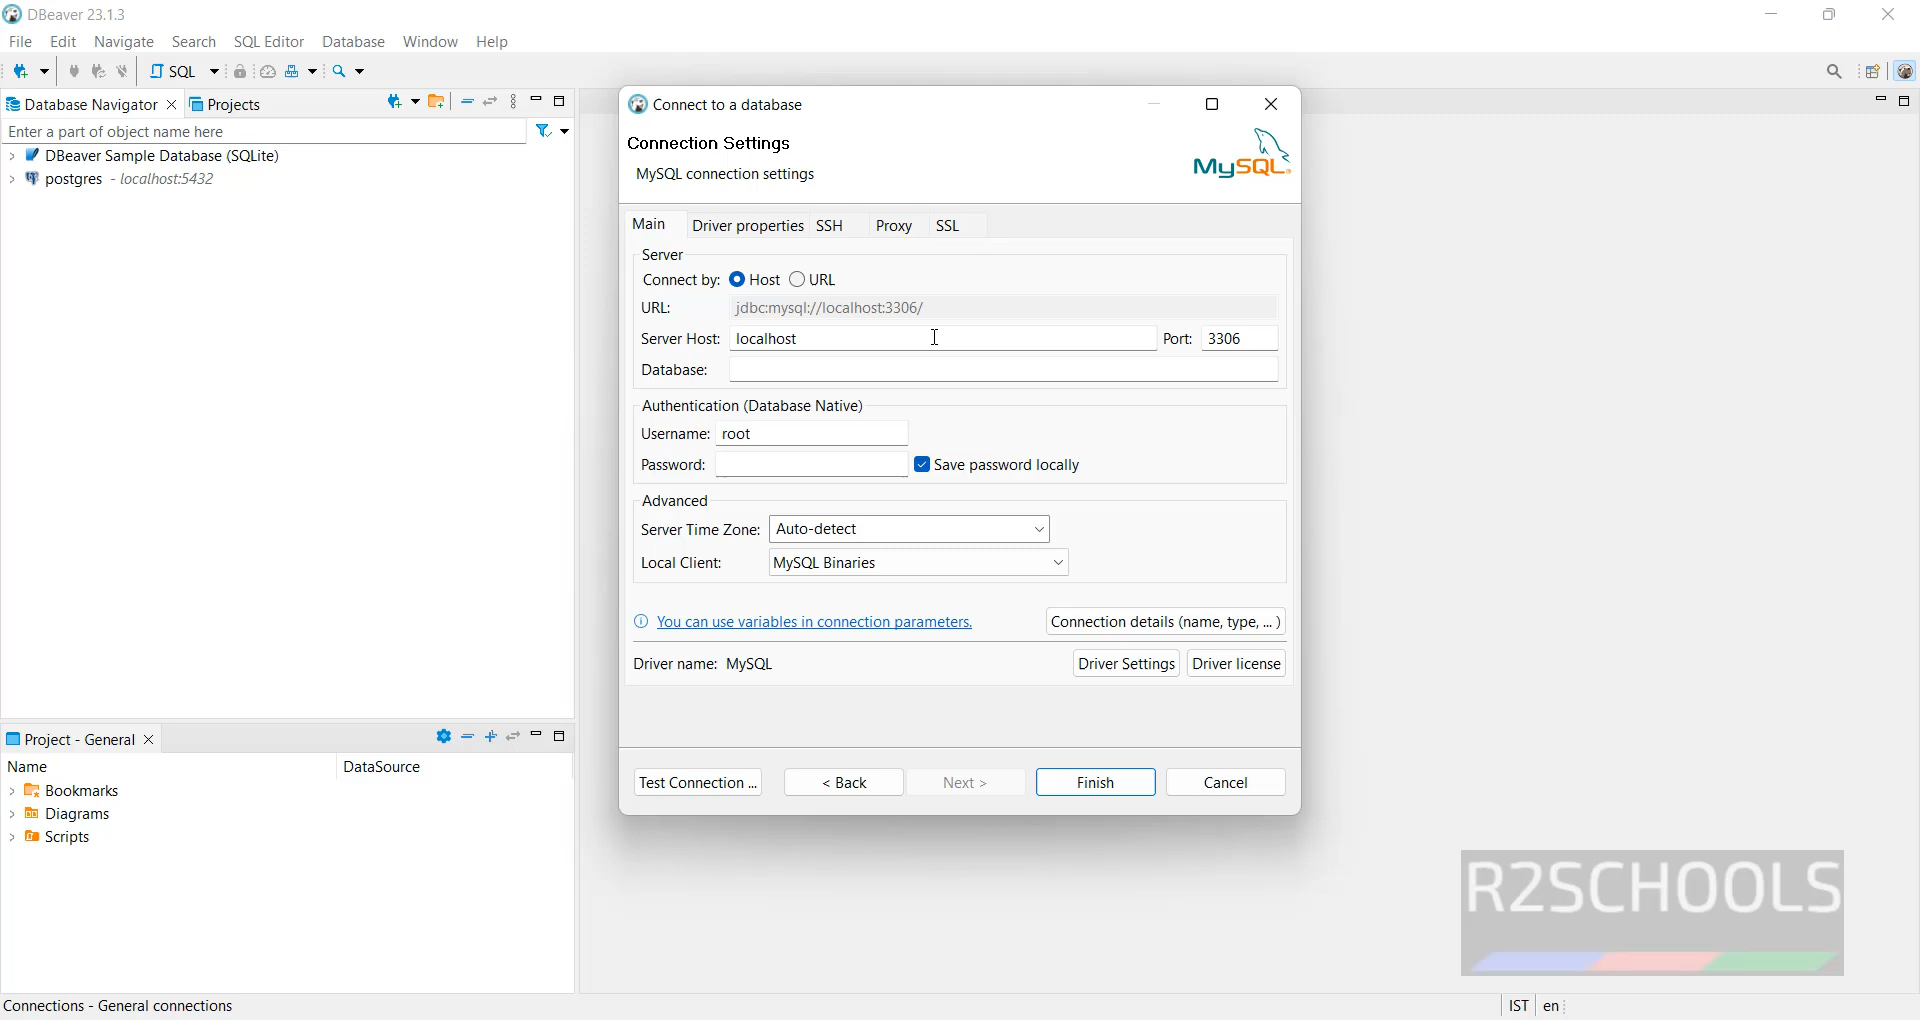 DBeaver 23.1.3
File Edit Navigate Search SQL Editor Database Window Help
SQL
Database Navigator Projects
Enter a part of object name here
DBeaver Sample Database (SQLite)
postgres - localhost:5432
Connect to a database
Connection Settings
MySQL connection settings
MySQL
Main Driver properties SSH Proxy SSL
Server
Connect by: Host URL
URL: jdbc:mysql://localhost:3306/
Server Host: localhost Port: 3306
Database:
Authentication (Database Native)
Username: root
Password: Save password locally
Advanced
Server Time Zone: Auto-detect
Local Client: MySQL Binaries
You can use variables in connection parameters. Connection details (name, type, ... )
Driver name: MySQL Driver Settings Driver license
Test Connection ... < Back Next > Finish Cancel
Project - General
Name DataSource
Bookmarks
Diagrams
Scripts
R2SCHOOLS
Connections - General connections IST en